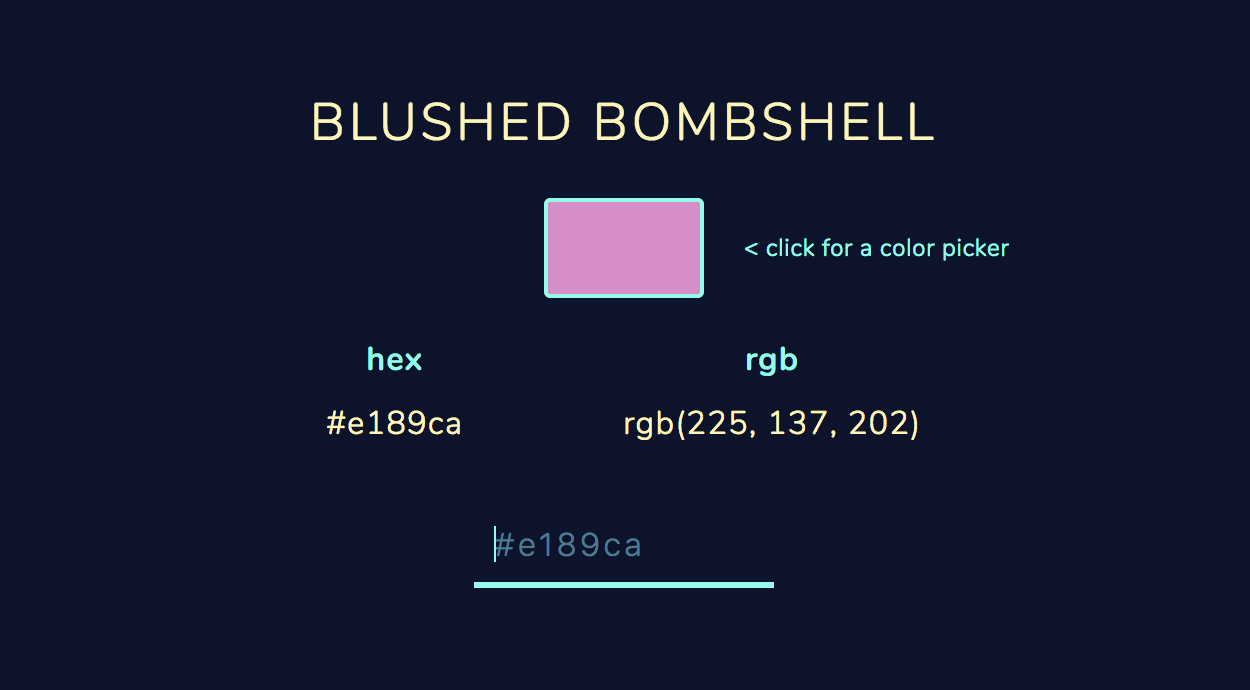 BLUSHED BOMBSHELL
< click for a color picker
hex
rgb
#e189ca
rgb(225, 137, 202)
#e189ca